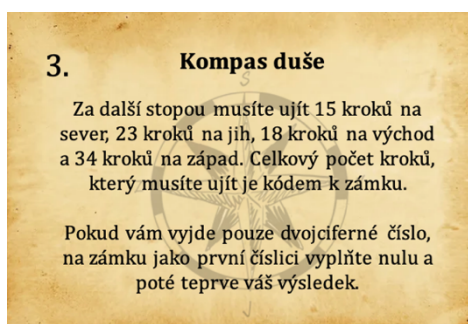 3.
Kompas duše
S
Za další stopou musíte ujít 15 kroků na
sever, 23 kroků na jih, 18 kroků na východ
a 34 kroků na západ. Celkový počet kroků,
který musíte ujít je kódem k zámku.
Pokud vám vyjde pouze dvojciferné číslo,
na zámku jako první číslici vyplňte nulu a
poté teprve váš výsledek.
J